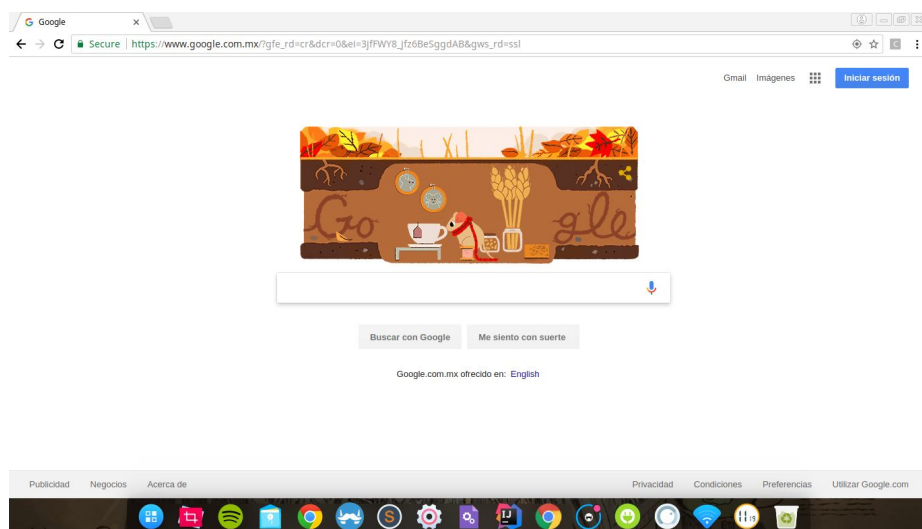 Google
Secure https://www.google.com.mx/?gfe_rd=cr&dcr=0&ei=3JfFWY8_jfz6BeSggdAB&gws_rd=ssl
Gmail Imágenes Iniciar sesión
Google
Buscar con Google Me siento con suerte
Google.com.mx ofrecido en: English
Publicidad Negocios Acerca de Privacidad Condiciones Preferencias Utilizar Google.com